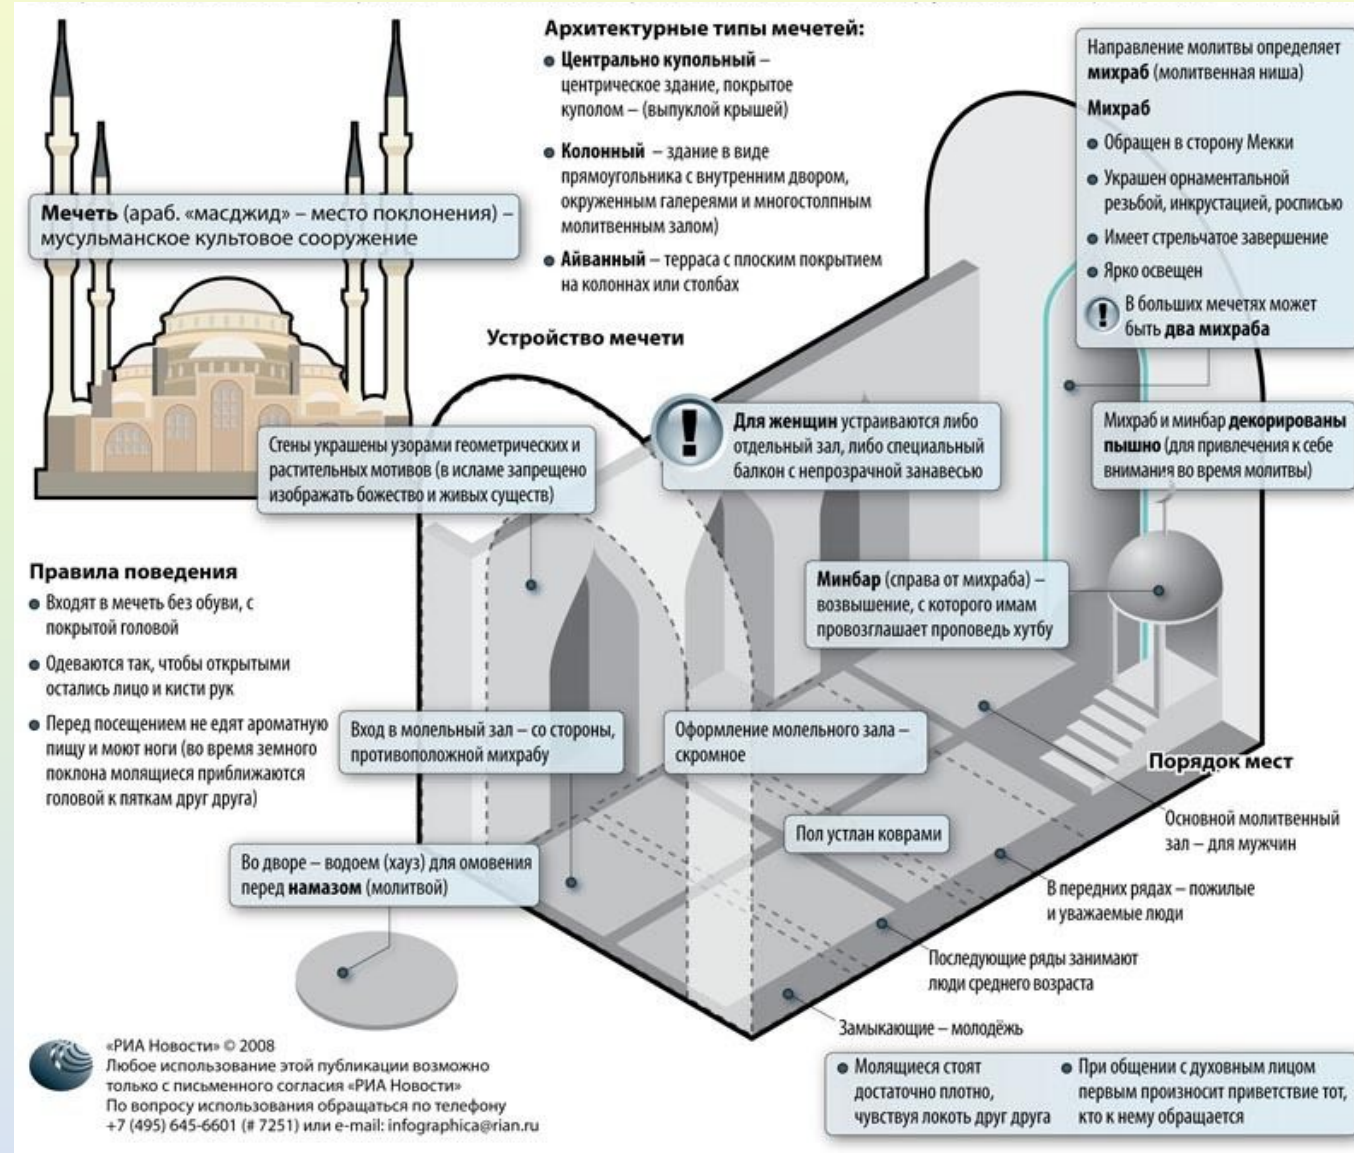 Архитектурные типы мечетей:
Центрально купольный –
центрическое здание, покрытое
куполом – (выпуклой крышей)
Колонный – здание в виде
прямоугольника с внутренним двором,
окруженным галереями и многостолпным
молитвенным залом)
Айванный – терраса с плоским покрытием
на колоннах или столбах
Направление молитвы определяет
михраб (молитвенная ниша)
Михраб
Обращен в сторону Мекки
Украшен орнаментальной
резьбой, инкрустацией, росписью
Имеет стрельчатое завершение
Ярко освещен
! В больших мечетях может
быть два михраба
Мечеть (араб. «масджид» – место поклонения) –
мусульманское культовое сооружение
Устройство мечети
! Для женщин устраиваются либо
отдельный зал, либо специальный
балкон с непрозрачной занавесью
Михраб и минбар декорированы
пышно (для привлечения к себе
внимания во время молитвы)
Стены украшены узорами геометрических и
растительных мотивов (в исламе запрещено
изображать божество и живых существ)
Минбар (справа от михраба) –
возвышение, с которого имам
провозглашает проповедь хутбу
Правила поведения
Входят в мечеть без обуви, с
покрытой головой
Одеваются так, чтобы открытыми
остались лицо и кисти рук
Перед посещением не едят ароматную
пищу и моют ноги (во время земного
поклона молящиеся приближаются
головой к пяткам друг друга)
Вход в молельный зал – со стороны,
противоположной михрабу
Оформление молельного зала –
скромное
Пол устлан коврами
Во дворе – водоем (хауз) для омовения
перед намазом (молитвой)
Порядок мест
Основной молитвенный
зал – для мужчин
В передних рядах – пожилые
и уважаемые люди
Последующие ряды занимают
люди среднего возраста
Замыкающие – молодёжь
Молящиеся стоят
достаточно плотно,
чувствуя локоть друг друга
При общении с духовным лицом
первым произносит приветствие тот,
кто к нему обращается
«РИА Новости» © 2008
Любое использование этой публикации возможно
только с письменного согласия «РИА Новости»
По вопросу использования обращаться по телефону
+7 (495) 645-6601 (# 7251) или e-mail: infographica@rian.ru